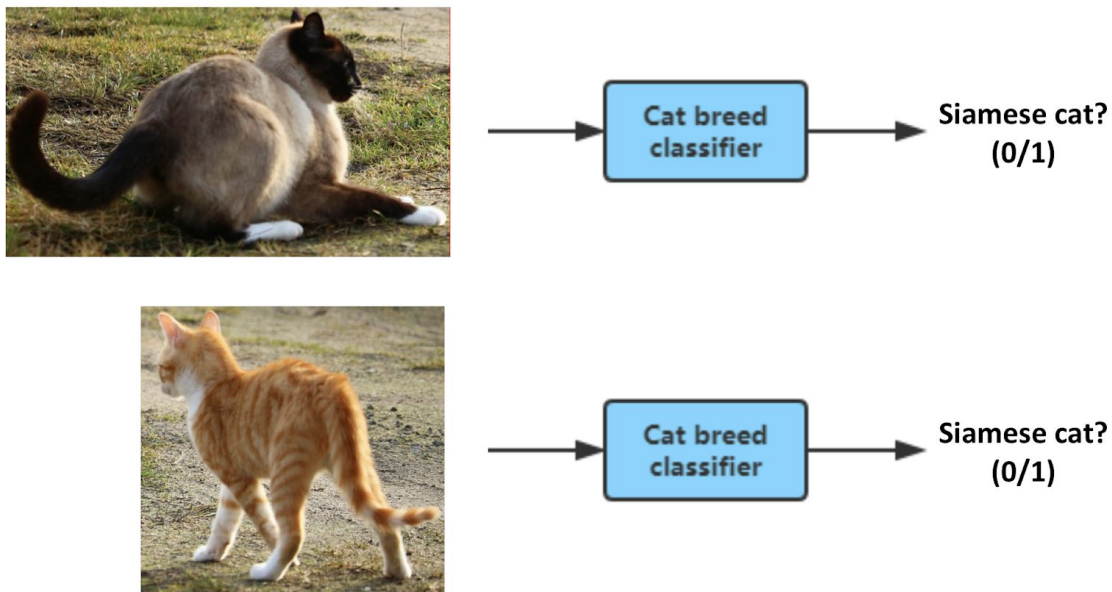 Cat breed
classifier
Siamese cat?
(0/1)
Cat breed
classifier
Siamese cat?
(0/1)